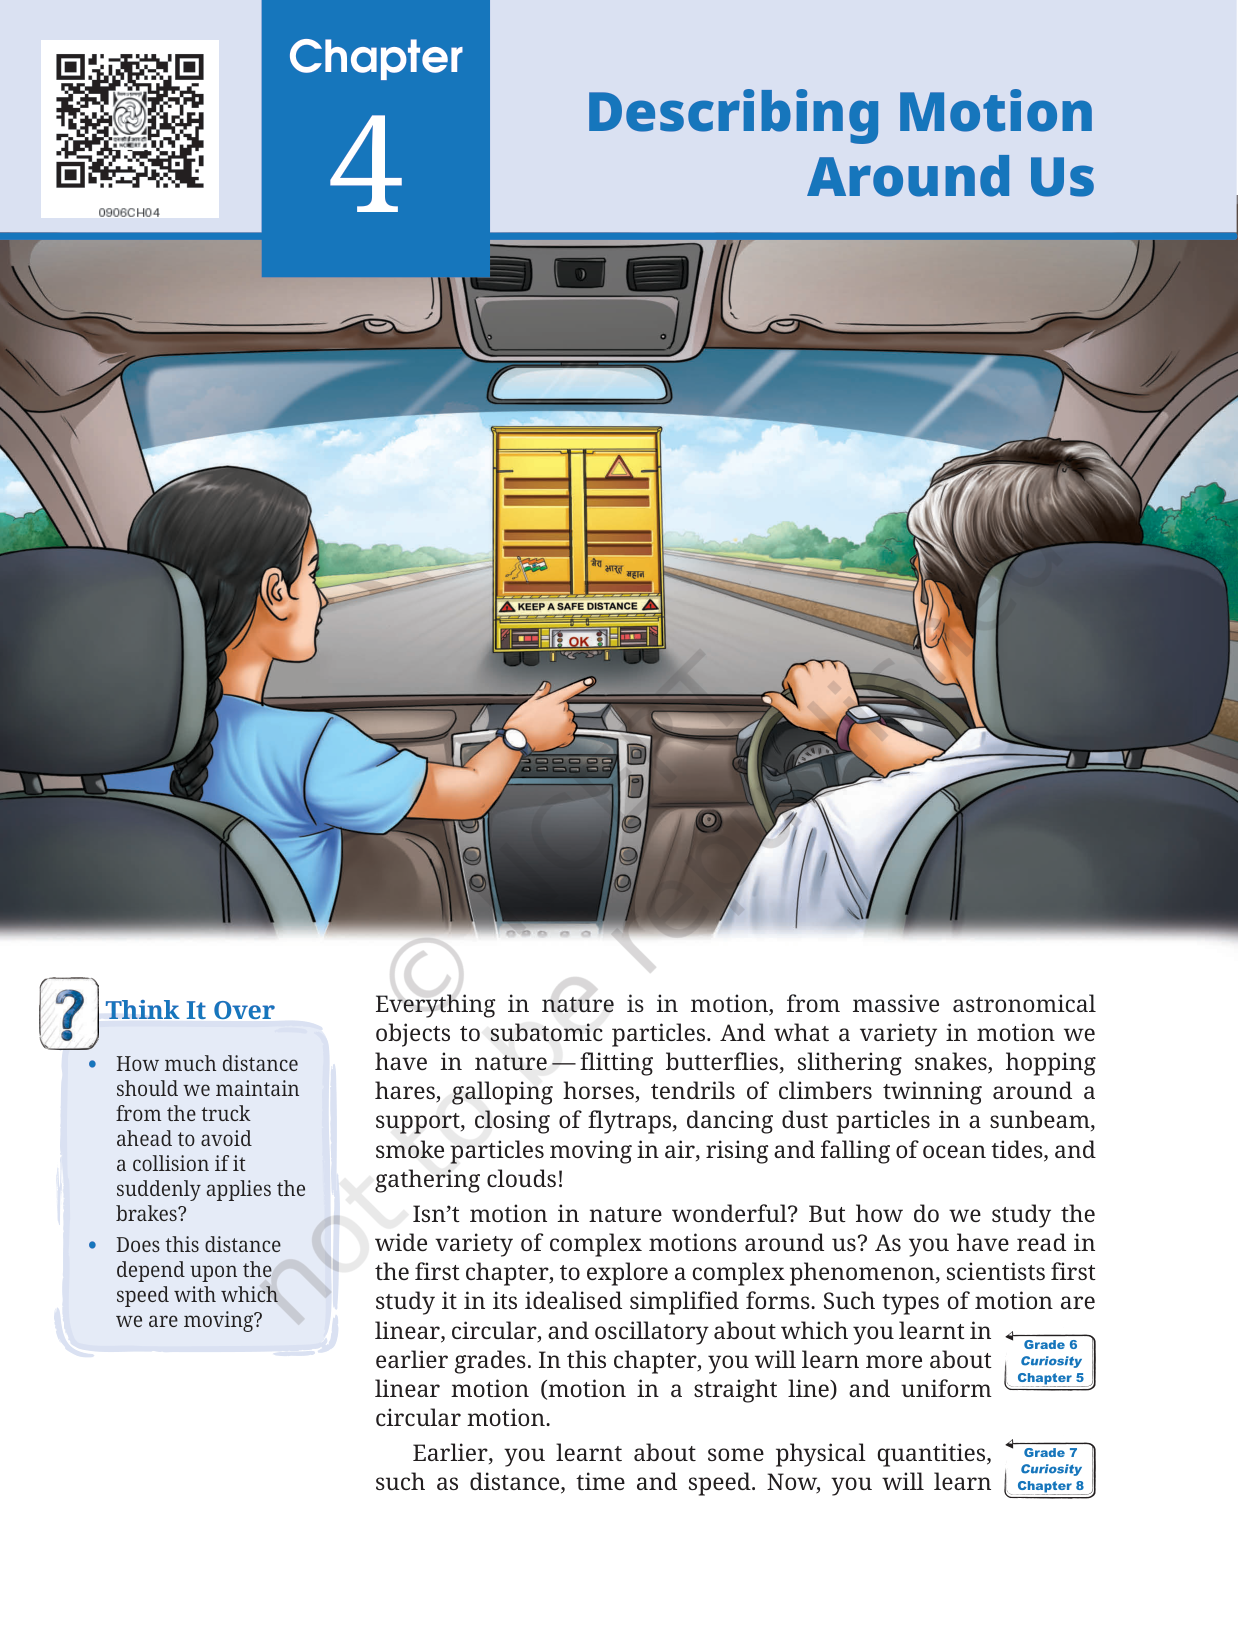 Chapter
4
Describing Motion
Around Us
0906CH04
मेरा भारत महान
KEEP A SAFE DISTANCE
OK
Think It Over
• How much distance
should we maintain
from the truck
ahead to avoid
a collision if it
suddenly applies the
brakes?
• Does this distance
depend upon the
speed with which
we are moving?
Everything in nature is in motion, from massive astronomical
objects to subatomic particles. And what a variety in motion we
have in nature — flitting butterflies, slithering snakes, hopping
hares, galloping horses, tendrils of climbers twinning around a
support, closing of flytraps, dancing dust particles in a sunbeam,
smoke particles moving in air, rising and falling of ocean tides, and
gathering clouds!
Isn’t motion in nature wonderful? But how do we study the
wide variety of complex motions around us? As you have read in
the first chapter, to explore a complex phenomenon, scientists first
study it in its idealised simplified forms. Such types of motion are
linear, circular, and oscillatory about which you learnt in
earlier grades. In this chapter, you will learn more about
linear motion (motion in a straight line) and uniform
circular motion.
Grade 6
Curiosity
Chapter 5
Earlier, you learnt about some physical quantities,
such as distance, time and speed. Now, you will learn
Grade 7
Curiosity
Chapter 8
© NCERT
not to be republished